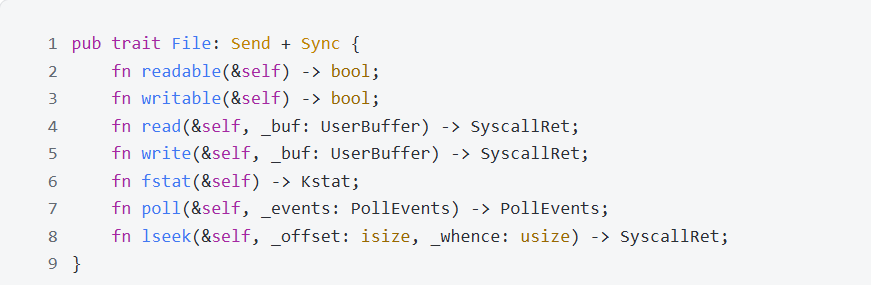 1 pub trait File: Send + Sync {
2     fn readable(&self) -> bool;
3     fn writable(&self) -> bool;
4     fn read(&self, _buf: UserBuffer) -> SyscallRet;
5     fn write(&self, _buf: UserBuffer) -> SyscallRet;
6     fn fstat(&self) -> Kstat;
7     fn poll(&self, _events: PollEvents) -> PollEvents;
8     fn lseek(&self, _offset: isize, _whence: usize) -> SyscallRet;
9 }